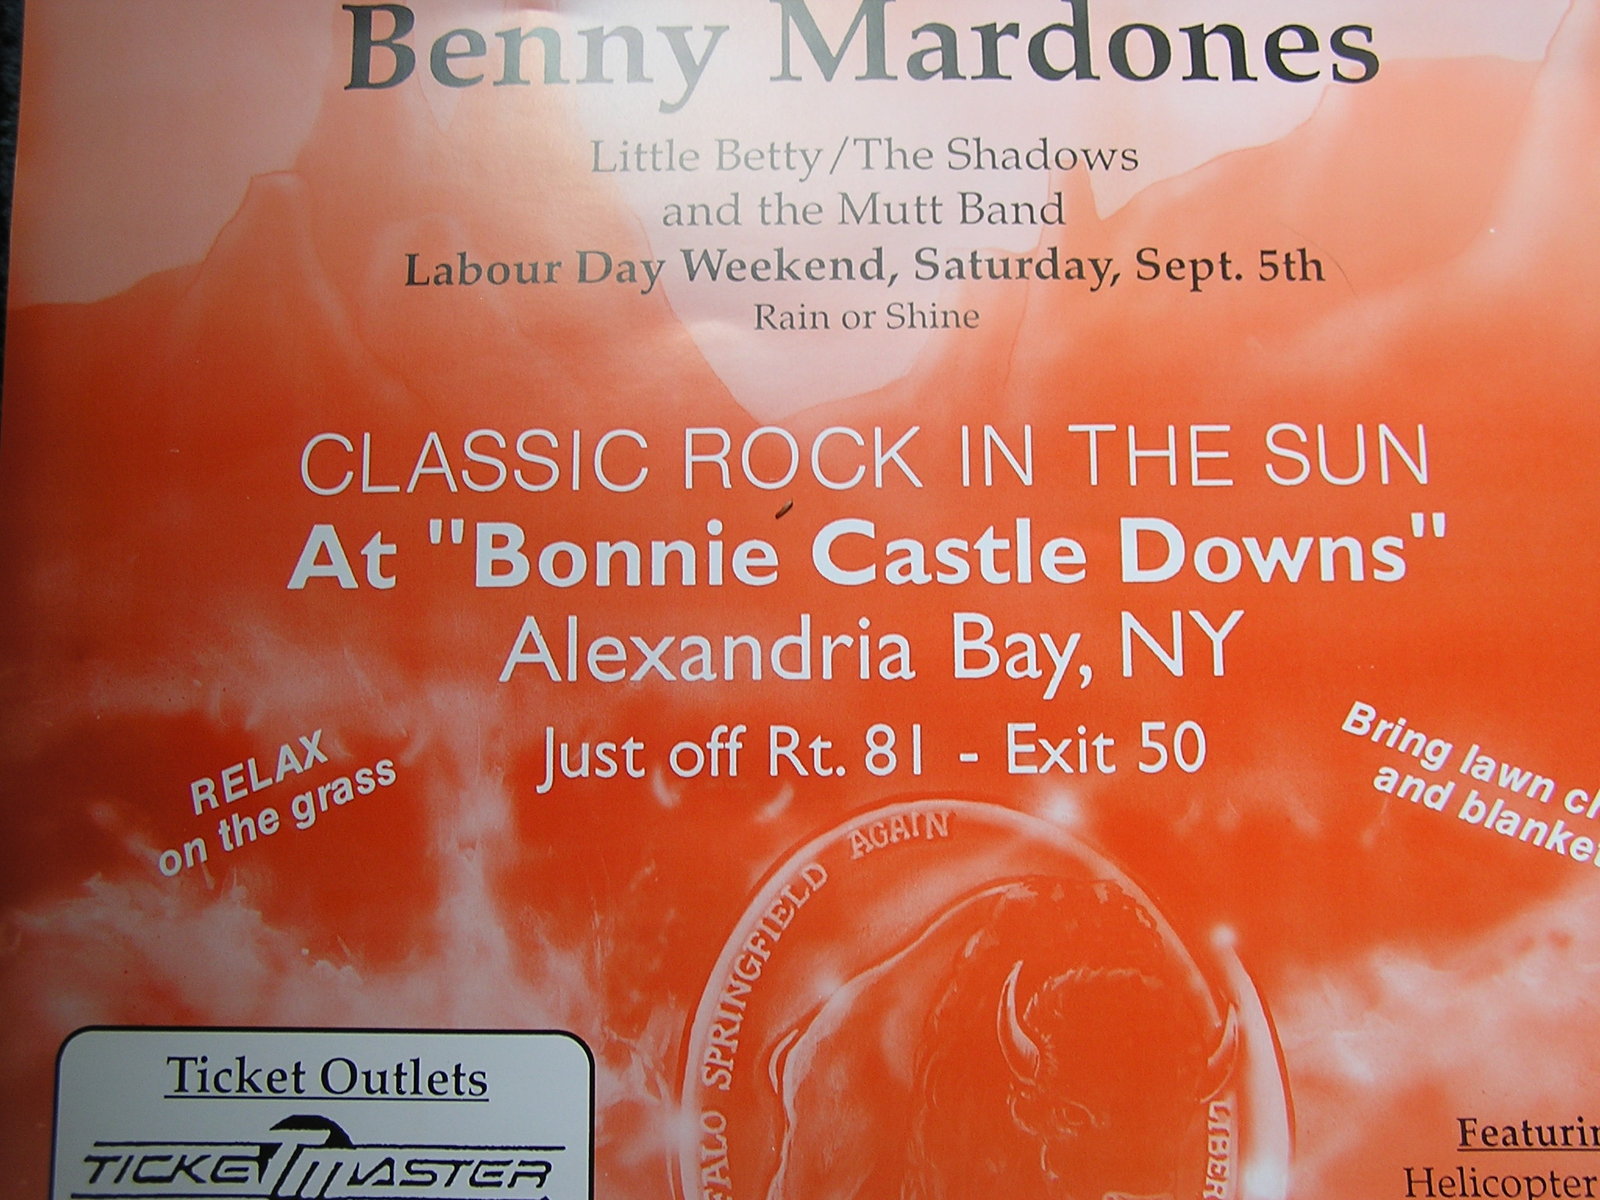 Benny Mardones
Little Betty/The Shadows
and the Mutt Band
Labour Day Weekend, Saturday, Sept. 5th
Rain or Shine
CLASSIC ROCK IN THE SUN
At "Bonnie Castle Downs"
Alexandria Bay, NY
Just off Rt. 81 - Exit 50
RELAX
on the grass
Bring lawn
and
FALO SPRINGFIELD AGAIN
LIBER
Ticket Outlets
TICKETMASTER
Helicopter